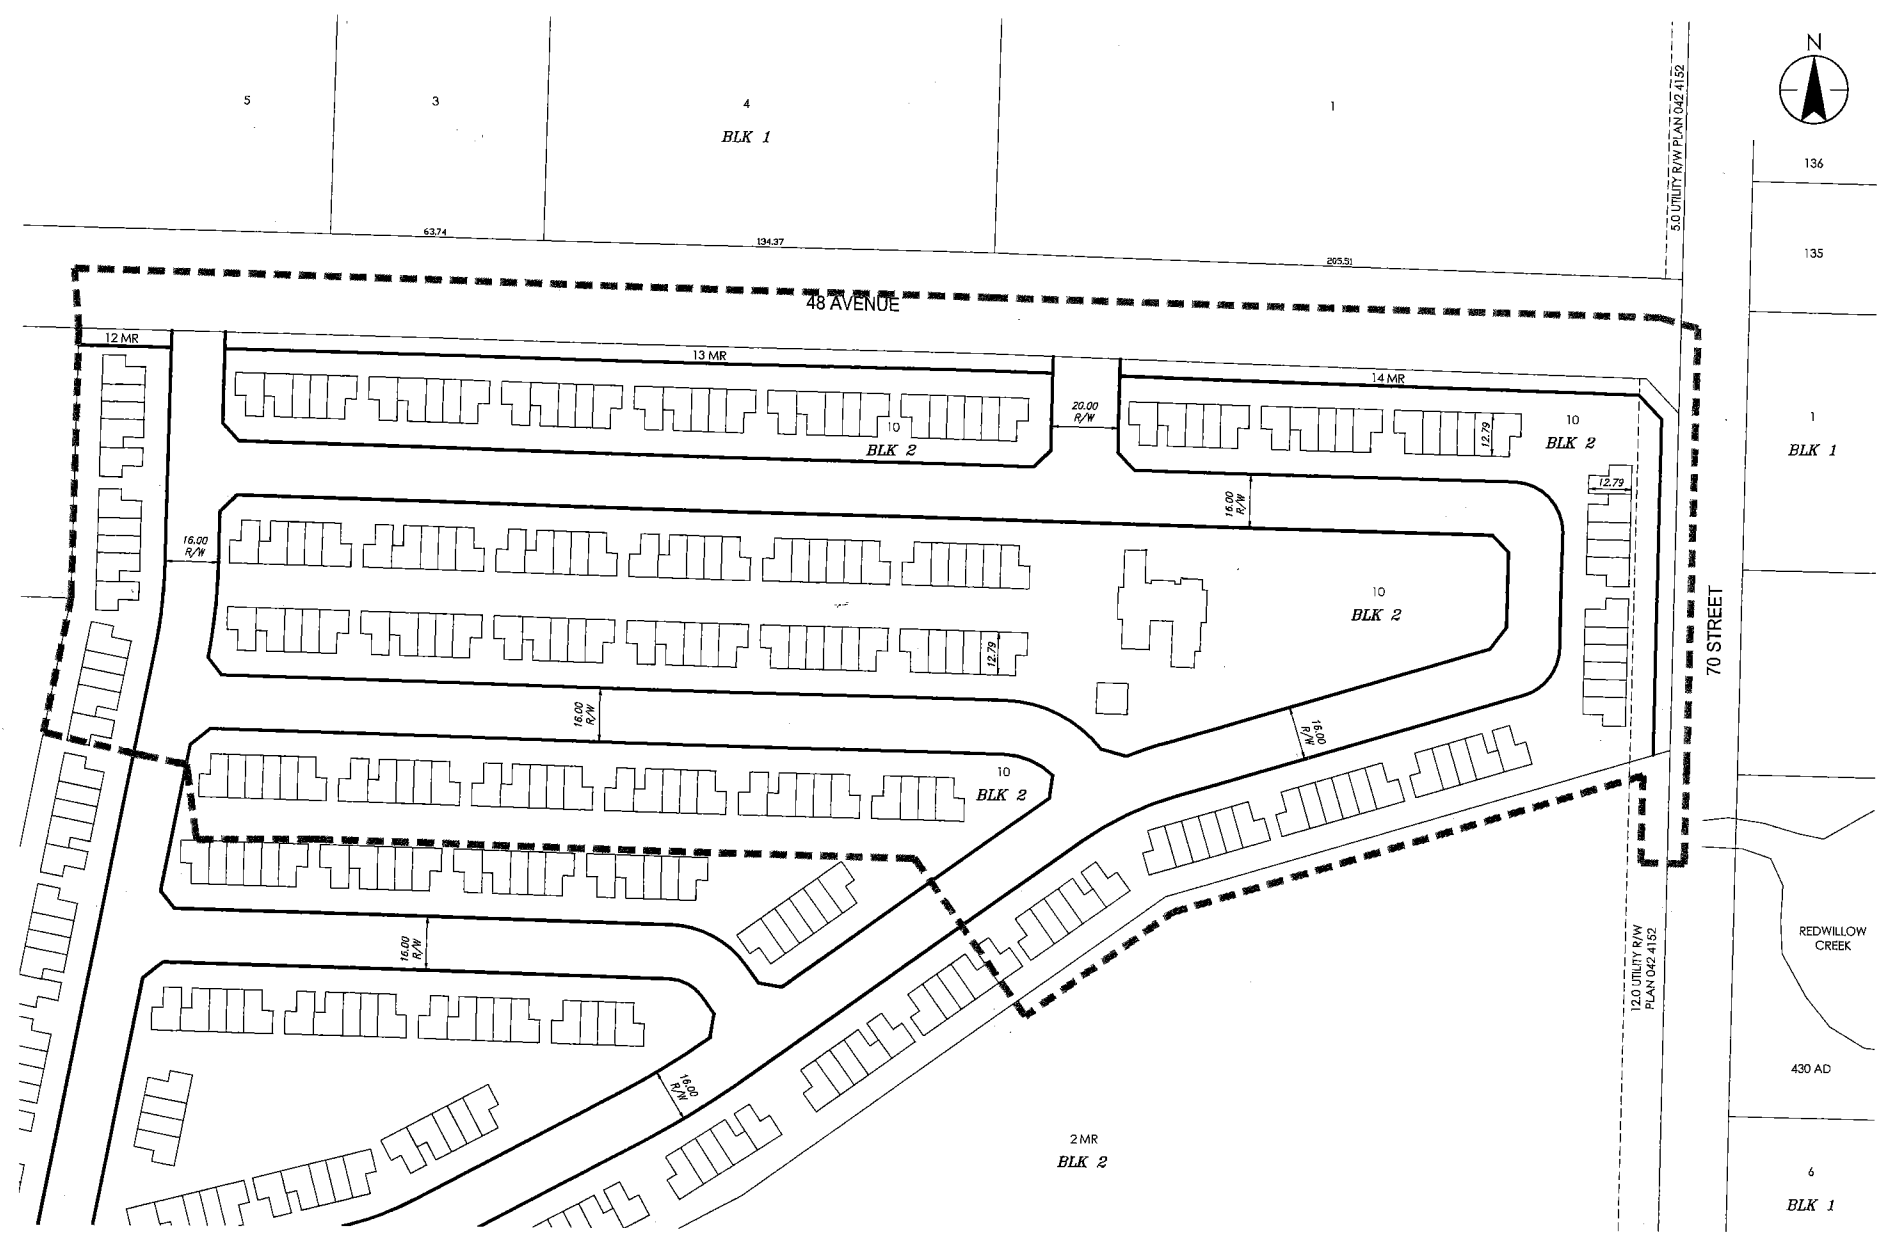 N
5
3
4
BLK 1
1
5.0 UTILITY R/W PLAN 042 4152
136
135
63.74
134.37
205.51
48 AVENUE
12 MR
13 MR
14 MR
20.00
R/W
10
BLK 2
12.79
10
BLK 2
1
BLK 1
12.79
16.00
R/W
16.00
R/W
10
BLK 2
70 STREET
12.79
16.00
R/W
16.00
R/W
10
BLK 2
16.00
R/W
12.0 UTILITY R/W
PLAN 042 4152
REDWILLOW
CREEK
430 AD
16.00
R/W
2 MR
BLK 2
6
BLK 1